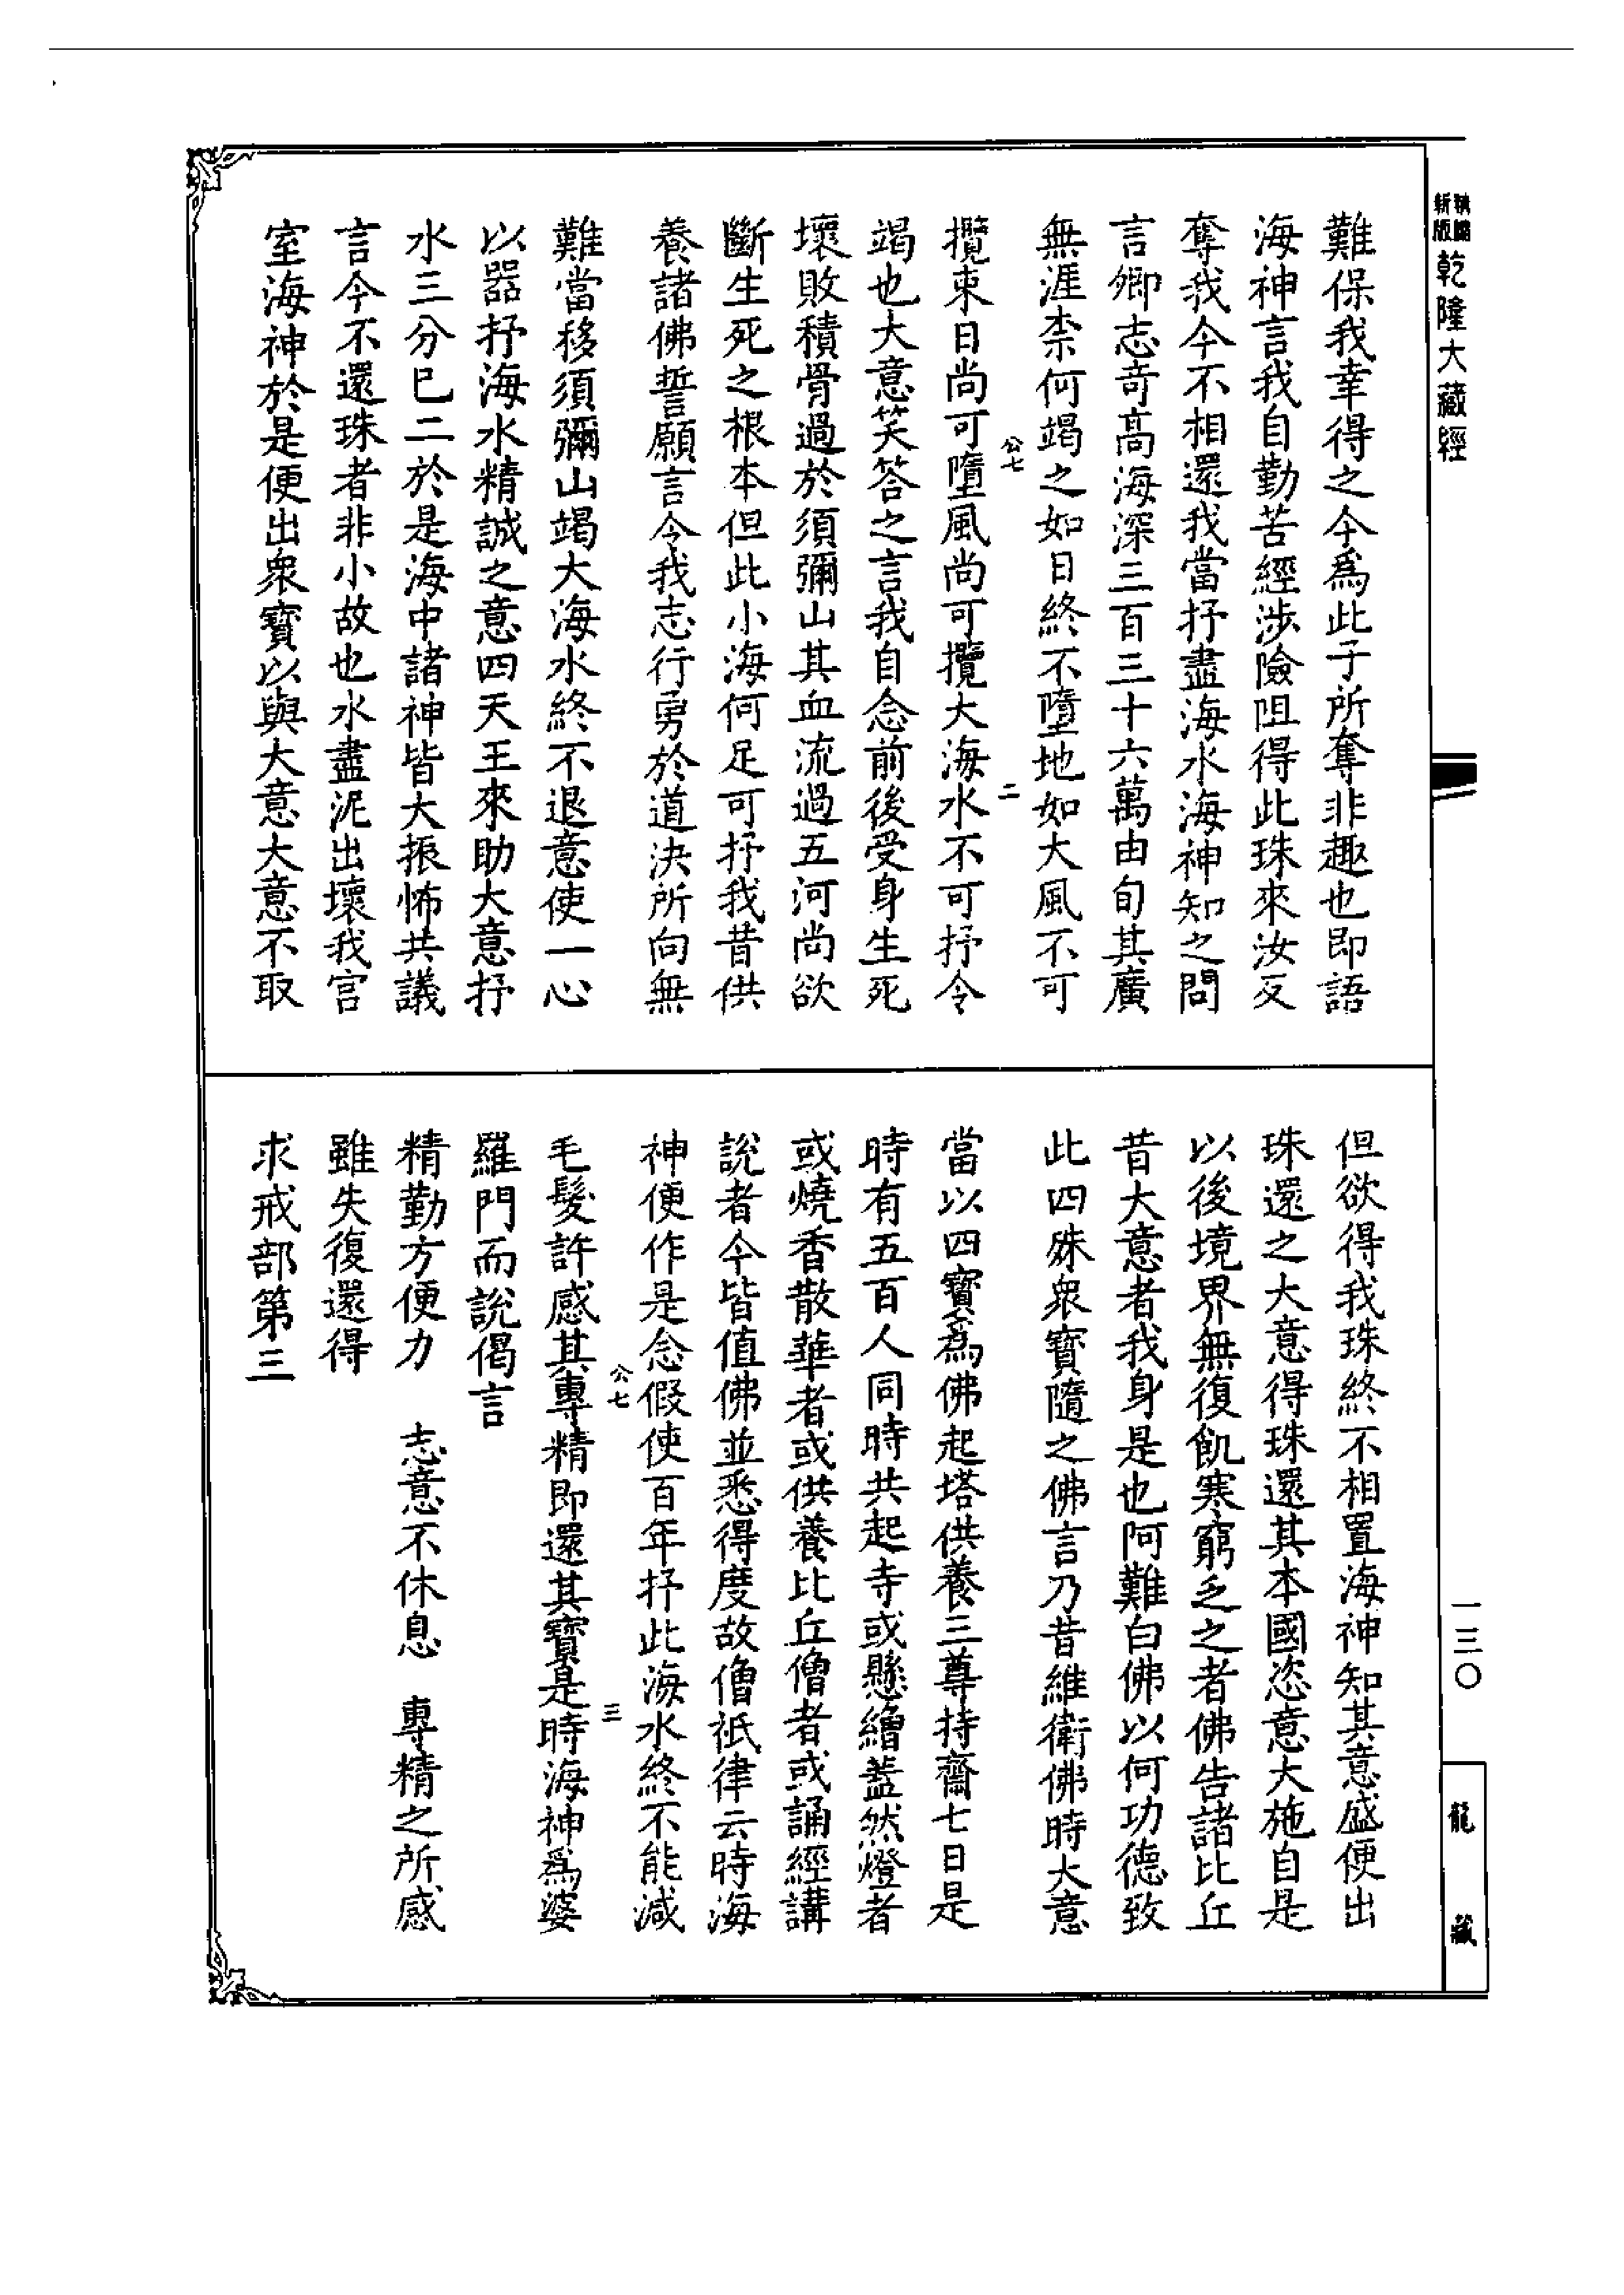 新版
乾隆大藏經
難保我幸得之今為此子所奪非趣也即語
海神言我自勤苦經涉險阻得此珠來汝反
奪我今不相還我當抒盡海水海神知之問
言卿志奇高海深三百三十六萬由旬其廣
無涯柰何竭之如日終不墮地如大風不可
公七
二
攬束日尚可墮風尚可攬大海水不可抒令
竭也大意笑答之言我自念前後受身生死
壞敗積骨過於須彌山其血流過五河尚欲
斷生死之根本但此小海何足可抒我昔供
養諸佛誓願言令我志行勇於道決所向無
難當移須彌山竭大海水終不退意使一心
以器抒海水精誠之意四天王來助大意抒
水三分已二於是海中諸神皆大振怖共議
言今不還珠者非小故也水盡泥出壞我宫
室海神於是便出衆寶以與大意大意不取
但欲得我珠終不相置海神知其意盛便出
珠還之大意得珠還其本國恣意大施自是
以後境界無復飢寒窮乏之者佛告諸比丘
昔大意者我身是也阿難白佛以何功德致
此四殊衆寶隨之佛言乃昔維衛佛時大意
當以四寶為佛起塔供養三尊持齋七日是
時有五百人同時共起寺或懸繒蓋然燈者
或燒香散華者或供養比丘僧者或誦經講
說者今皆值佛並悉得度故僧祇律云時海
神便作是念假使百年抒此海水終不能減
公七
三
毛髮許感其專精即還其寶是時海神為婆
羅門而說偈言
精勤方便力　志意不休息　專精之所感
雖失復還得
求戒部第三
一三〇
龍藏